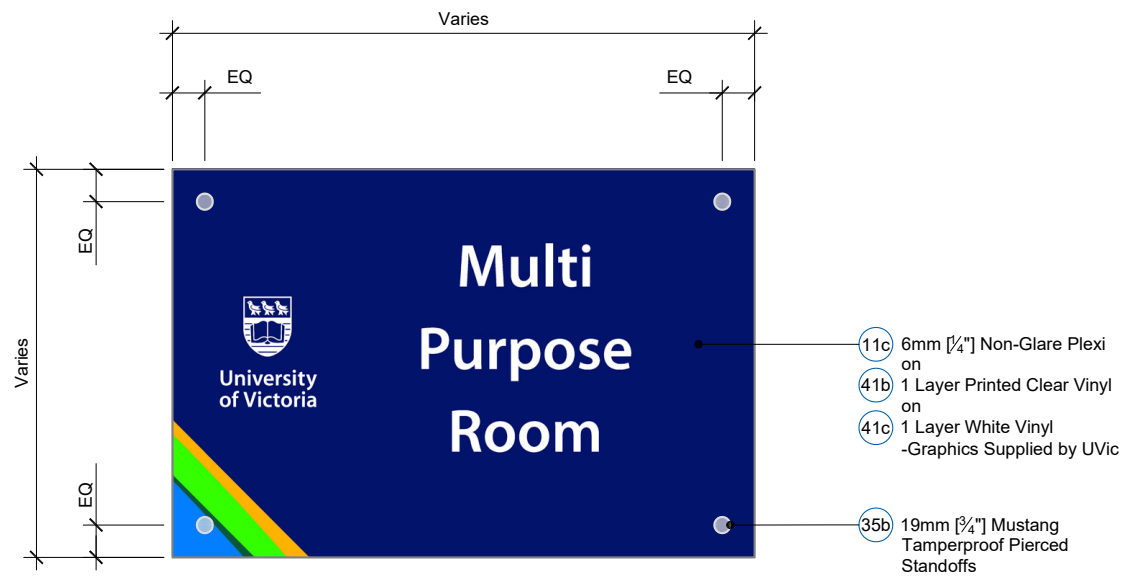 Varies
EQ
EQ
EQ
Varies
EQ
Multi
Purpose
Room
University
of Victoria
11c 6mm [¼"] Non-Glare Plexi
on
41b 1 Layer Printed Clear Vinyl
on
41c 1 Layer White Vinyl
-Graphics Supplied by UVic
35b 19mm [¾"] Mustang
Tamperproof Pierced
Standoffs